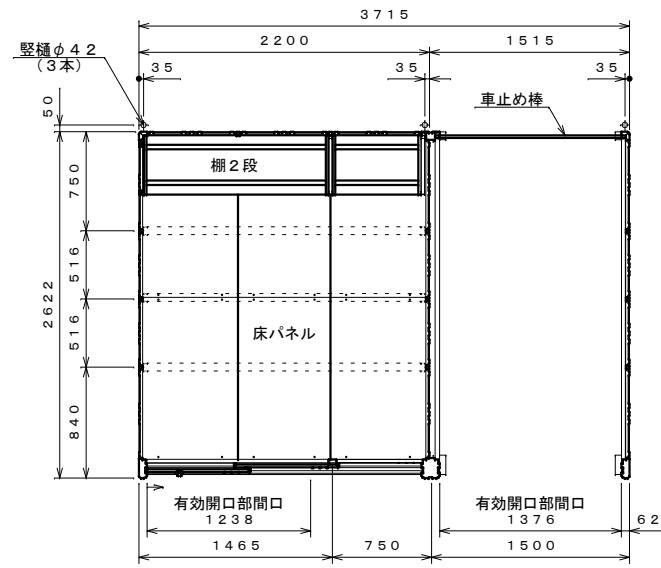 ３７１５
２２００
１５１５
竪樋φ４２
（３本）
３５
３５
３５
車止め棒
５０
棚２段
７５０
５１６
２６２２
床パネル
５１６
８４０
有効開口部間口
有効開口部間口
１２３８
１３７６
６２
１４６５
７５０
１５００